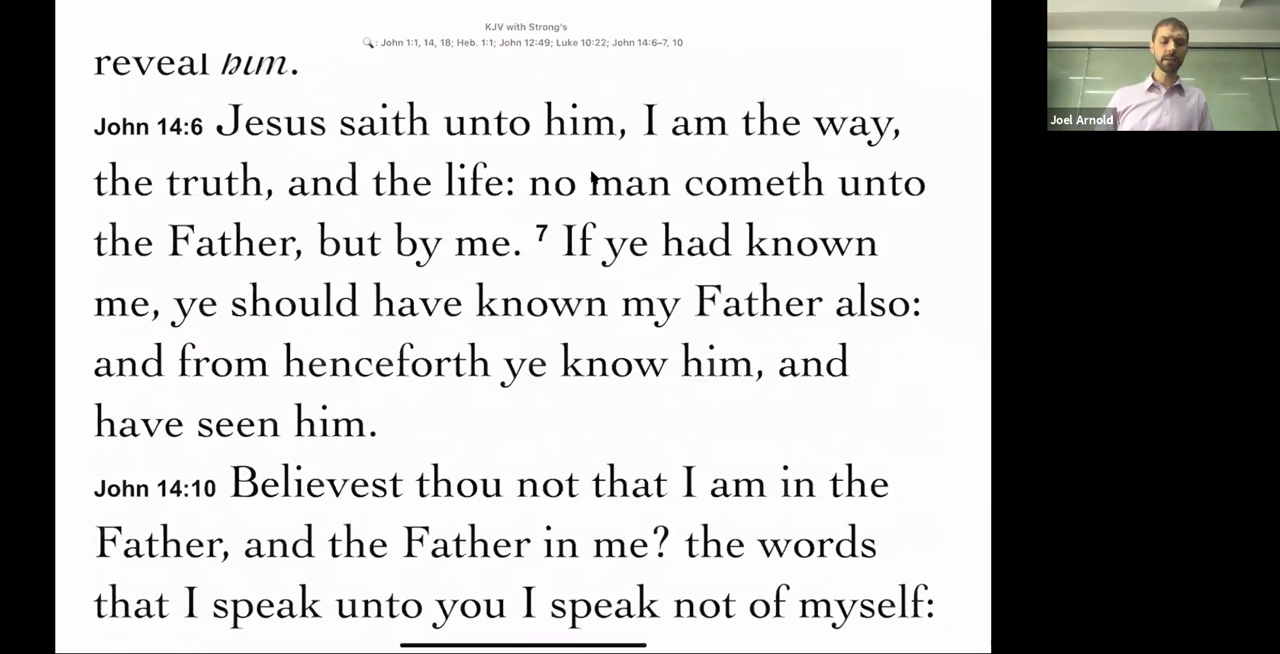 KJV with Strong's
: John 1:1, 14, 18; Heb. 1:1; John 12:49; Luke 10:22; John 14:6–7, 10
reveal him.
John 14:6 Jesus saith unto him, I am the way,
the truth, and the life: no man cometh unto
the Father, but by me. 7 If ye had known
me, ye should have known my Father also:
and from henceforth ye know him, and
have seen him.
John 14:10 Believest thou not that I am in the
Father, and the Father in me? the words
that I speak unto you I speak not of myself:
Joel Arnold